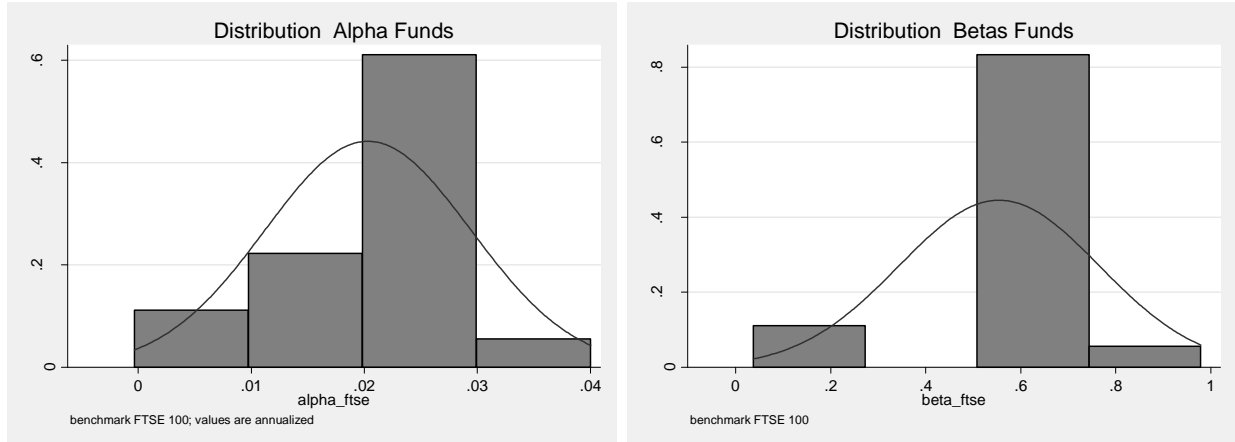 Distribution  Alpha Funds
.6
.4
.2
0
0 .01 .02 .03 .04
alpha_ftse
benchmark FTSE 100; values are annualized
Distribution  Betas Funds
.8
.6
.4
.2
0
0 .2 .4 .6 .8 1
beta_ftse
benchmark FTSE 100